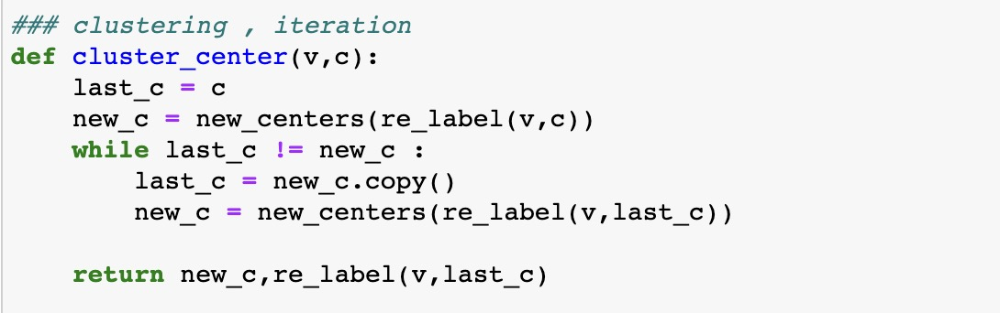 ### clustering , iteration
def cluster_center(v,c):
    last_c = c
    new_c = new_centers(re_label(v,c))
    while last_c != new_c :
        last_c = new_c.copy()
        new_c = new_centers(re_label(v,last_c))
    return new_c,re_label(v,last_c)